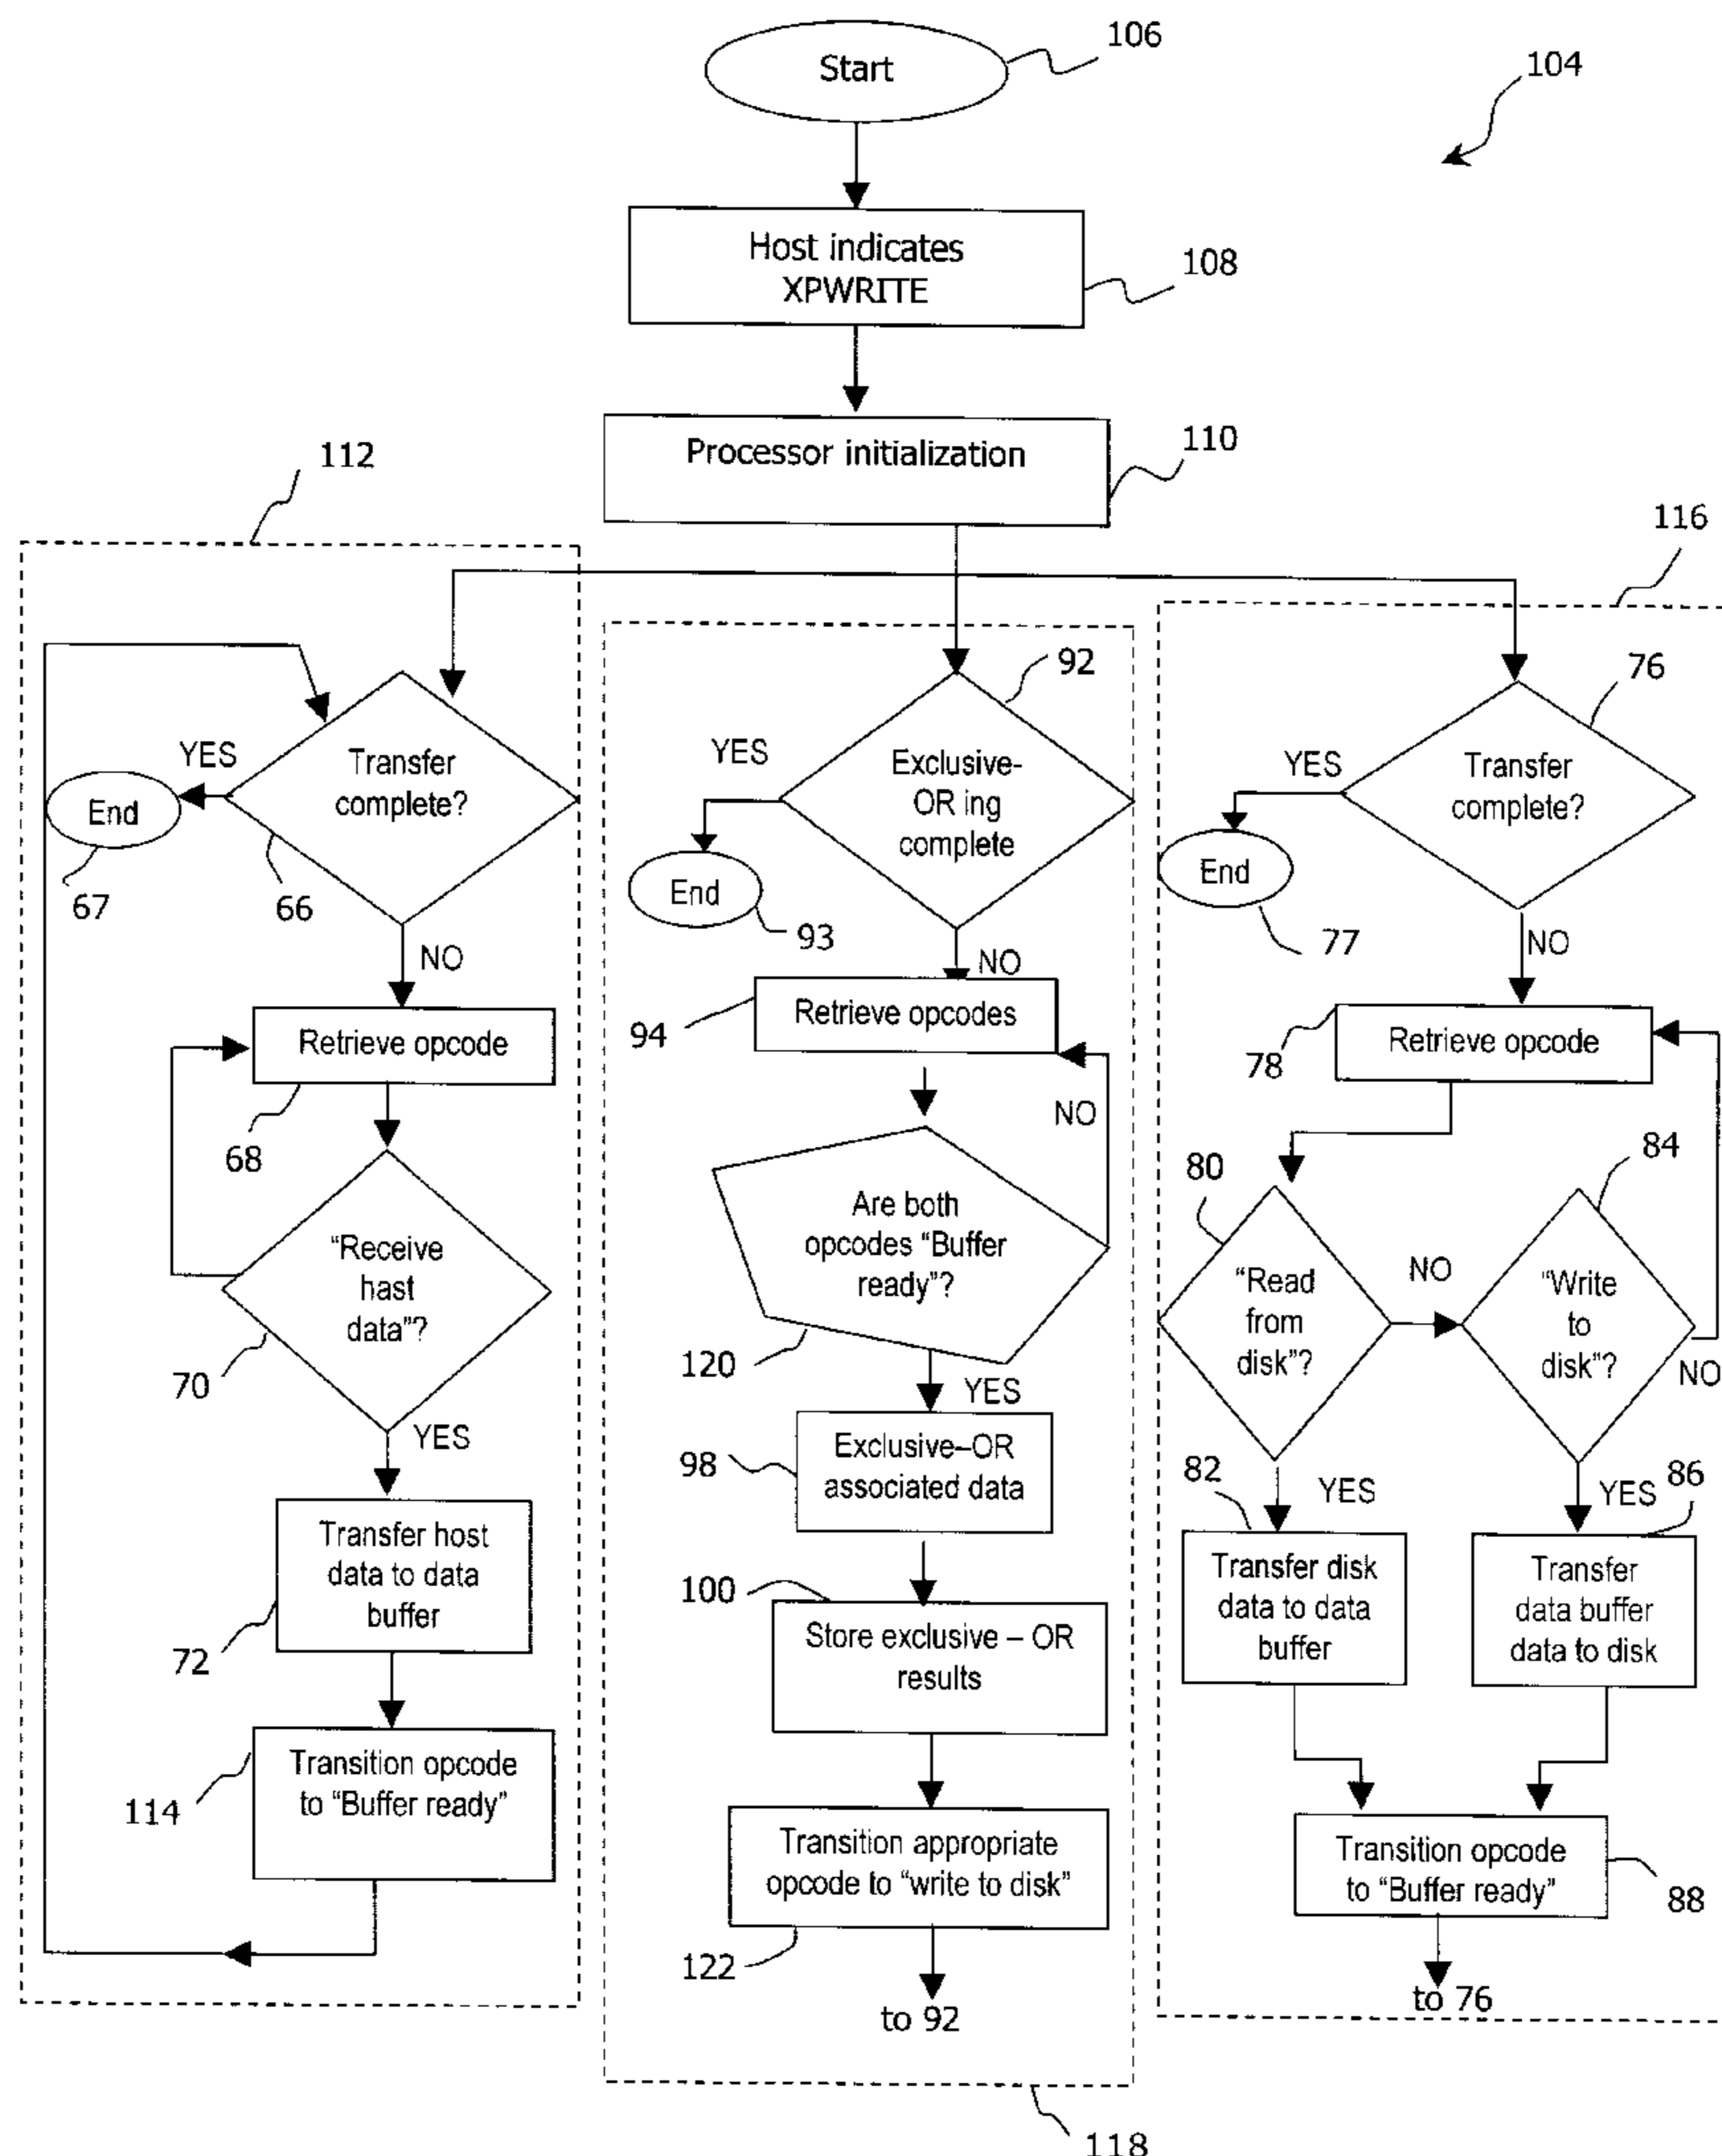 Start
106
104
Host indicates
XPWRITE
108
Processor initialization
110
112
116
Transfer
complete?
YES
End
67
66
NO
Retrieve opcode
68
"Receive
hast
data"?
70
YES
Transfer host
data to data
buffer
72
Transition opcode
to "Buffer ready"
114
92
Exclusive-
OR ing
complete
YES
End
93
NO
Retrieve opcodes
94
NO
Are both
opcodes "Buffer
ready"?
120
YES
Exclusive–OR
associated data
98
100
Store exclusive – OR
results
Transition appropriate
opcode to "write to disk"
122
to 92
118
76
Transfer
complete?
YES
End
77
NO
Retrieve opcode
78
80
"Read
from
disk"?
NO
84
"Write
to
disk"?
NO
82
YES
Transfer disk
data to data
buffer
86
YES
Transfer
data buffer
data to disk
Transition opcode
to "Buffer ready"
88
to 76